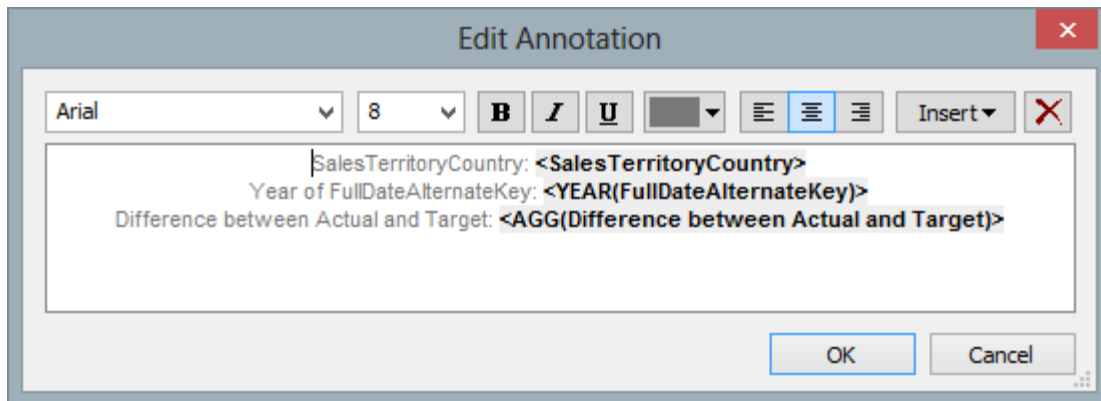 Edit Annotation
Arial 8 B I U Insert
SalesTerritoryCountry: <SalesTerritoryCountry>
Year of FullDateAlternateKey: <YEAR(FullDateAlternateKey)>
Difference between Actual and Target: <AGG(Difference between Actual and Target)>
OK Cancel